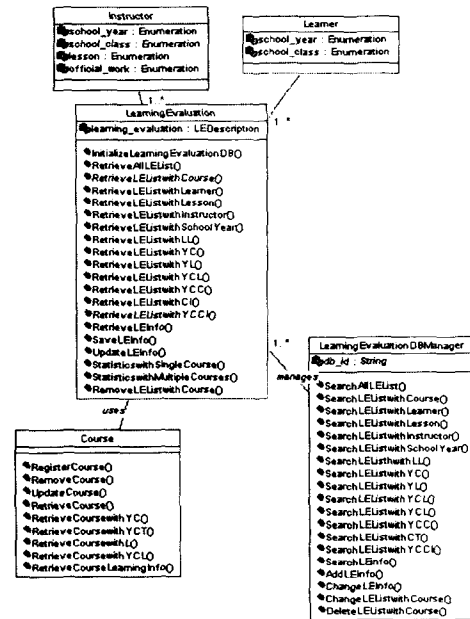 Instructor
school_year : Enumeration
school_class : Enumeration
lesson : Enumeration
official_work : Enumeration
Learner
school_year : Enumeration
school_class : Enumeration
1..*
1..*
LearningEvaluation
learning_evaluation : LEDescription
InitializeLearningEvaluationDB()
RetrieveAllLEList()
RetrieveLEListwithCourse()
RetrieveLEListwithLearner()
RetrieveLEListwithLesson()
RetrieveLEListwithInstructor()
RetrieveLEListwithSchoolYear()
RetrieveLEListwithLL()
RetrieveLEListwithYC()
RetrieveLEListwithYL()
RetrieveLEListwithYCL()
RetrieveLEListwithYCC()
RetrieveLEListwithCI()
RetrieveLEListwithYCCI()
RetrieveLEInfo()
SaveLEInfo()
UpdateLEInfo()
StatisticswithSingleCourse()
StatisticswithMultipleCourses()
RemoveLEListwithCourse()
1..*
manages
uses
Course
RegisterCourse()
RemoveCourse()
UpdateCourse()
RetrieveCourse()
RetrieveCoursewithYC()
RetrieveCoursewithYCT()
RetrieveCoursewithL()
RetrieveCoursewithYCL()
RetrieveCourseLearningInfo()
LearningEvaluationDBManager
db_id : String
SearchAllLEList()
SearchLEListwithCourse()
SearchLEListwithLearner()
SearchLEListwithLesson()
SearchLEListwithInstructor()
SearchLEListwithSchoolYear()
SearchLEListhwithLL()
SearchLEListwithYC()
SearchLEListwithYL()
SearchLEListwithYCL()
SearchLEListwithYCL()
SearchLEListwithYCC()
SearchLEListwithCT()
SearchLEListwithYCCI()
SearchLEInfo()
AddLEInfo()
ChangeLEInfo()
ChangeLEListwithCourse()
DeleteLEListwithCourse()